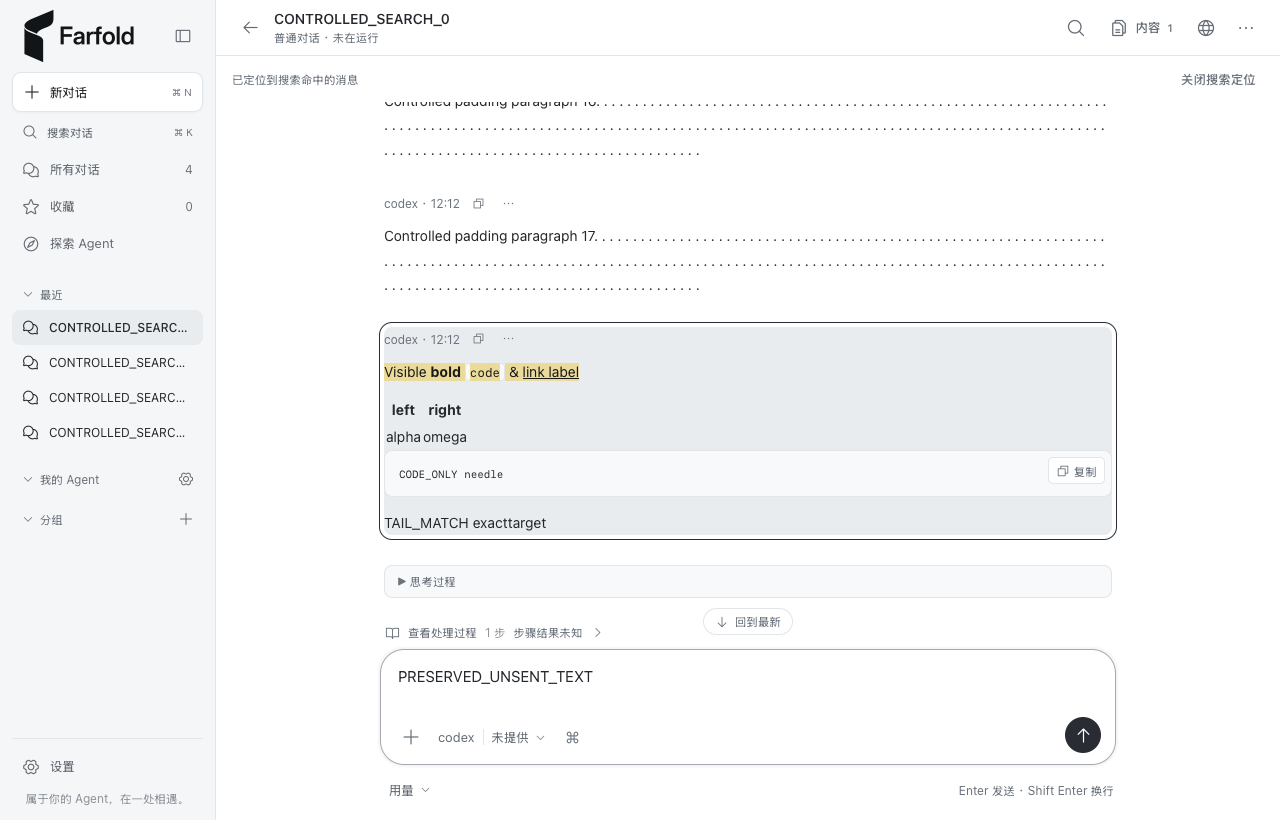 Farfold
新对话
⌘ N
搜索对话
⌘ K
所有对话
4
收藏
0
探索 Agent
最近
CONTROLLED_SEARC...
CONTROLLED_SEARC...
CONTROLLED_SEARC...
CONTROLLED_SEARC...
我的 Agent
分组
设置
属于你的 Agent，在一处相遇。
CONTROLLED_SEARCH_0
普通对话 · 未在运行
内容 1
已定位到搜索命中的消息
关闭搜索定位
Controlled padding paragraph 16. . . . . . . . . . . . . . . . . . . . . . . . . . . . . . . . . . . . . . . . . . . . . . . . . . . . . . . . . . . . . . . .
. . . . . . . . . . . . . . . . . . . . . . . . . . . . . . . . . . . . . . . . . . . . . . . . . . . . . . . . . . . . . . . . . . . . . . . . . . . . . . . . . . . . . . . . . .
. . . . . . . . . . . . . . . . . . . . . . . . . . . . . . . . . . . . . . .
codex · 12:12
Controlled padding paragraph 17. . . . . . . . . . . . . . . . . . . . . . . . . . . . . . . . . . . . . . . . . . . . . . . . . . . . . . . . . . . . . . . .
. . . . . . . . . . . . . . . . . . . . . . . . . . . . . . . . . . . . . . . . . . . . . . . . . . . . . . . . . . . . . . . . . . . . . . . . . . . . . . . . . . . . . . . . . .
. . . . . . . . . . . . . . . . . . . . . . . . . . . . . . . . . . . . . . .
codex · 12:12
Visible bold code & link label
left right
alpha omega
CODE_ONLY needle
复制
TAIL_MATCH exacttarget
思考过程
查看处理过程 1 步 步骤结果未知
回到最新
PRESERVED_UNSENT_TEXT
codex
未提供
⌘
用量
Enter 发送 · Shift Enter 换行